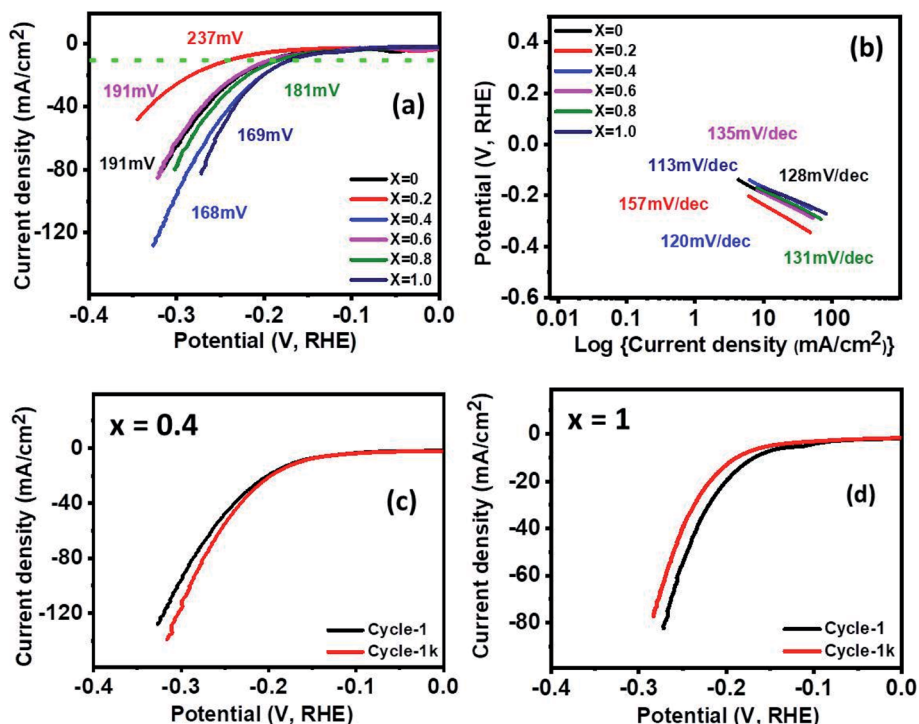 (a)
237mV
191mV
181mV
191mV
169mV
168mV
X=0
X=0.2
X=0.4
X=0.6
X=0.8
X=1.0
0
-40
-80
-120
Current density (mA/cm²)
-0.4 -0.3 -0.2 -0.1 0.0
Potential (V, RHE)
(b)
X=0
X=0.2
X=0.4
X=0.6
X=0.8
X=1.0
135mV/dec
113mV/dec
128mV/dec
157mV/dec
120mV/dec
131mV/dec
0.4
0.2
0.0
-0.2
-0.4
-0.6
Potential (V, RHE)
0.01 0.1 1 10 100
Log {Current density (mA/cm²)}
x = 0.4
(c)
Cycle-1
Cycle-1k
0
-40
-80
-120
Current density (mA/cm²)
-0.4 -0.3 -0.2 -0.1 0.0
Potential (V, RHE)
x = 1
(d)
Cycle-1
Cycle-1k
0
-20
-40
-60
-80
Current density (mA/cm²)
-0.4 -0.3 -0.2 -0.1 0.0
Potential (V, RHE)